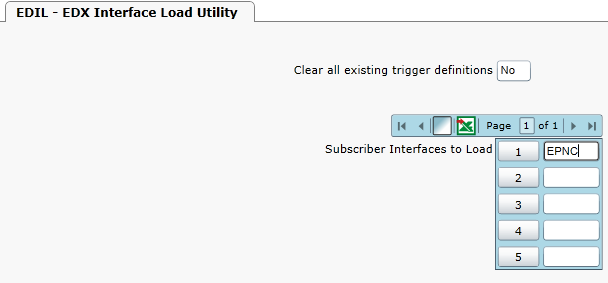 EDIL - EDX Interface Load Utility
Clear all existing trigger definitions No
Page 1 of 1
Subscriber Interfaces to Load 1 EPNC
2
3
4
5